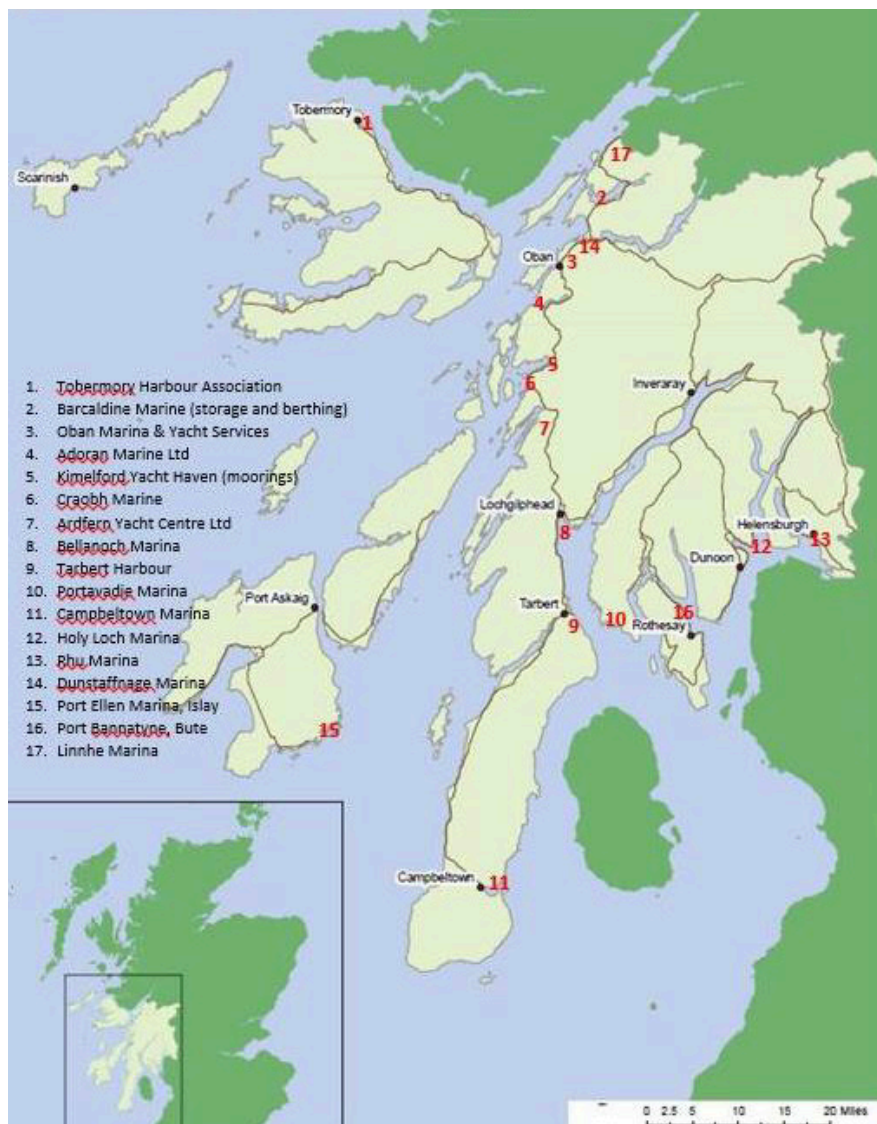 Tobermory
1
17
Scarinish
2
14
Oban
3
4
5
6
Inveraray
7
1. Tobermory Harbour Association
2. Barcaldine Marine (storage and berthing)
3. Oban Marina & Yacht Services
4. Adoran Marine Ltd
5. Kimelford Yacht Haven (moorings)
6. Craobh Marine
7. Ardfern Yacht Centre Ltd
8. Bellanoch Marina
9. Tarbert Harbour
10. Portavadie Marina
11. Campbeltown Marina
12. Holy Loch Marina
13. Rhu Marina
14. Dunstaffnage Marina
15. Port Ellen Marina, Islay
16. Port Bannatyne, Bute
17. Linnhe Marina
Lochgilphead
8
Helensburgh
13
12
Dunoon
Port Askaig
Tarbert
9
10
16
Rothesay
15
Campbeltown
11
0 2.5 5 10 15 20 Miles